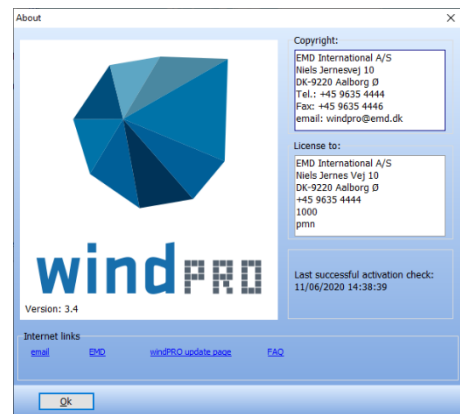 About
Copyright:
EMD International A/S
Niels Jernesvej 10
DK-9220 Aalborg Ø
Tel.: +45 9635 4444
Fax: +45 9635 4446
email: windpro@emd.dk
License to:
EMD International A/S
Niels Jernes Vej 10
DK-9220 Aalborg Ø
+45 9635 4444
1000
pmn
windPRO
Version: 3.4
Last successful activation check:
11/06/2020 14:38:39
Internet links
email EMD windPRO update page FAQ
Ok